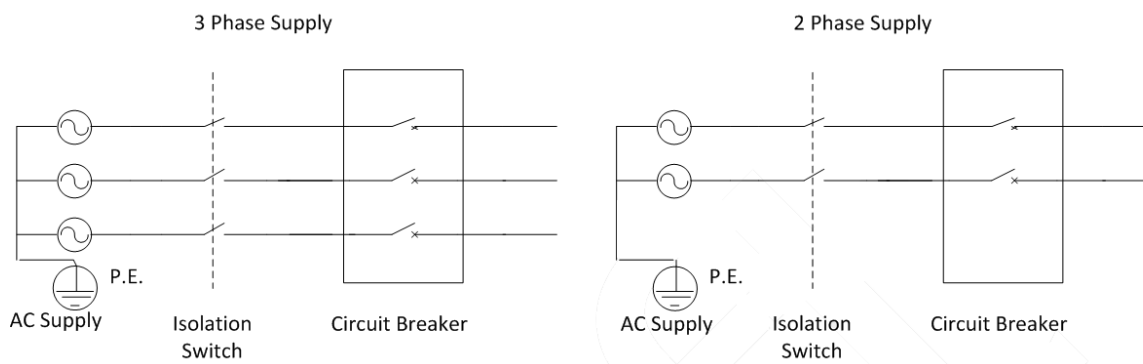 3 Phase Supply
P.E.
AC Supply
Isolation
Switch
Circuit Breaker
2 Phase Supply
P.E.
AC Supply
Isolation
Switch
Circuit Breaker